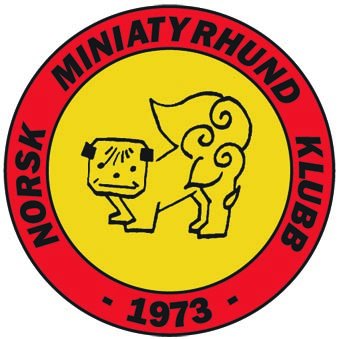 NORSK MINIATYRHUND KLUBB
- 1973 -